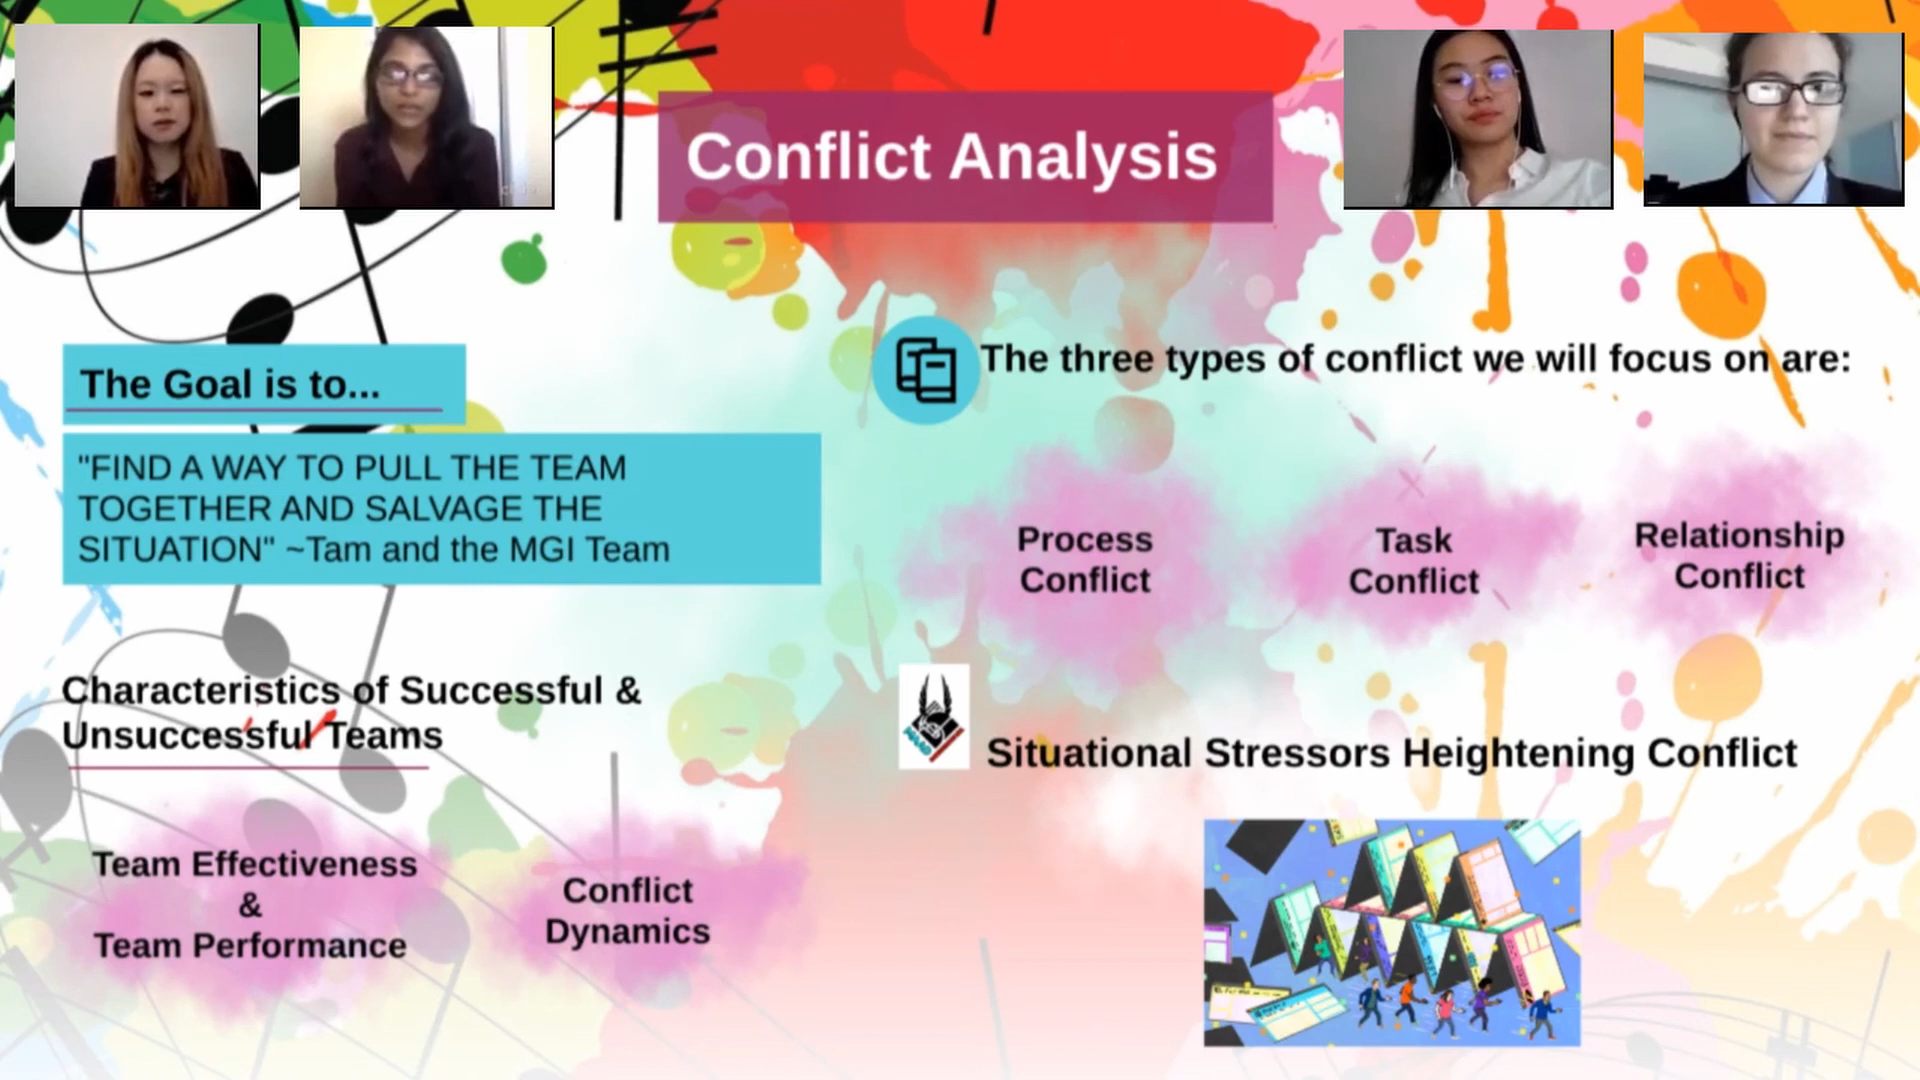 Conflict Analysis
The Goal is to...
"FIND A WAY TO PULL THE TEAM
TOGETHER AND SALVAGE THE
SITUATION" ~Tam and the MGI Team
Characteristics of Successful &
Unsuccessful Teams
Team Effectiveness
&
Team Performance
Conflict
Dynamics
The three types of conflict we will focus on are:
Process
Conflict
Task
Conflict
Relationship
Conflict
Situational Stressors Heightening Conflict